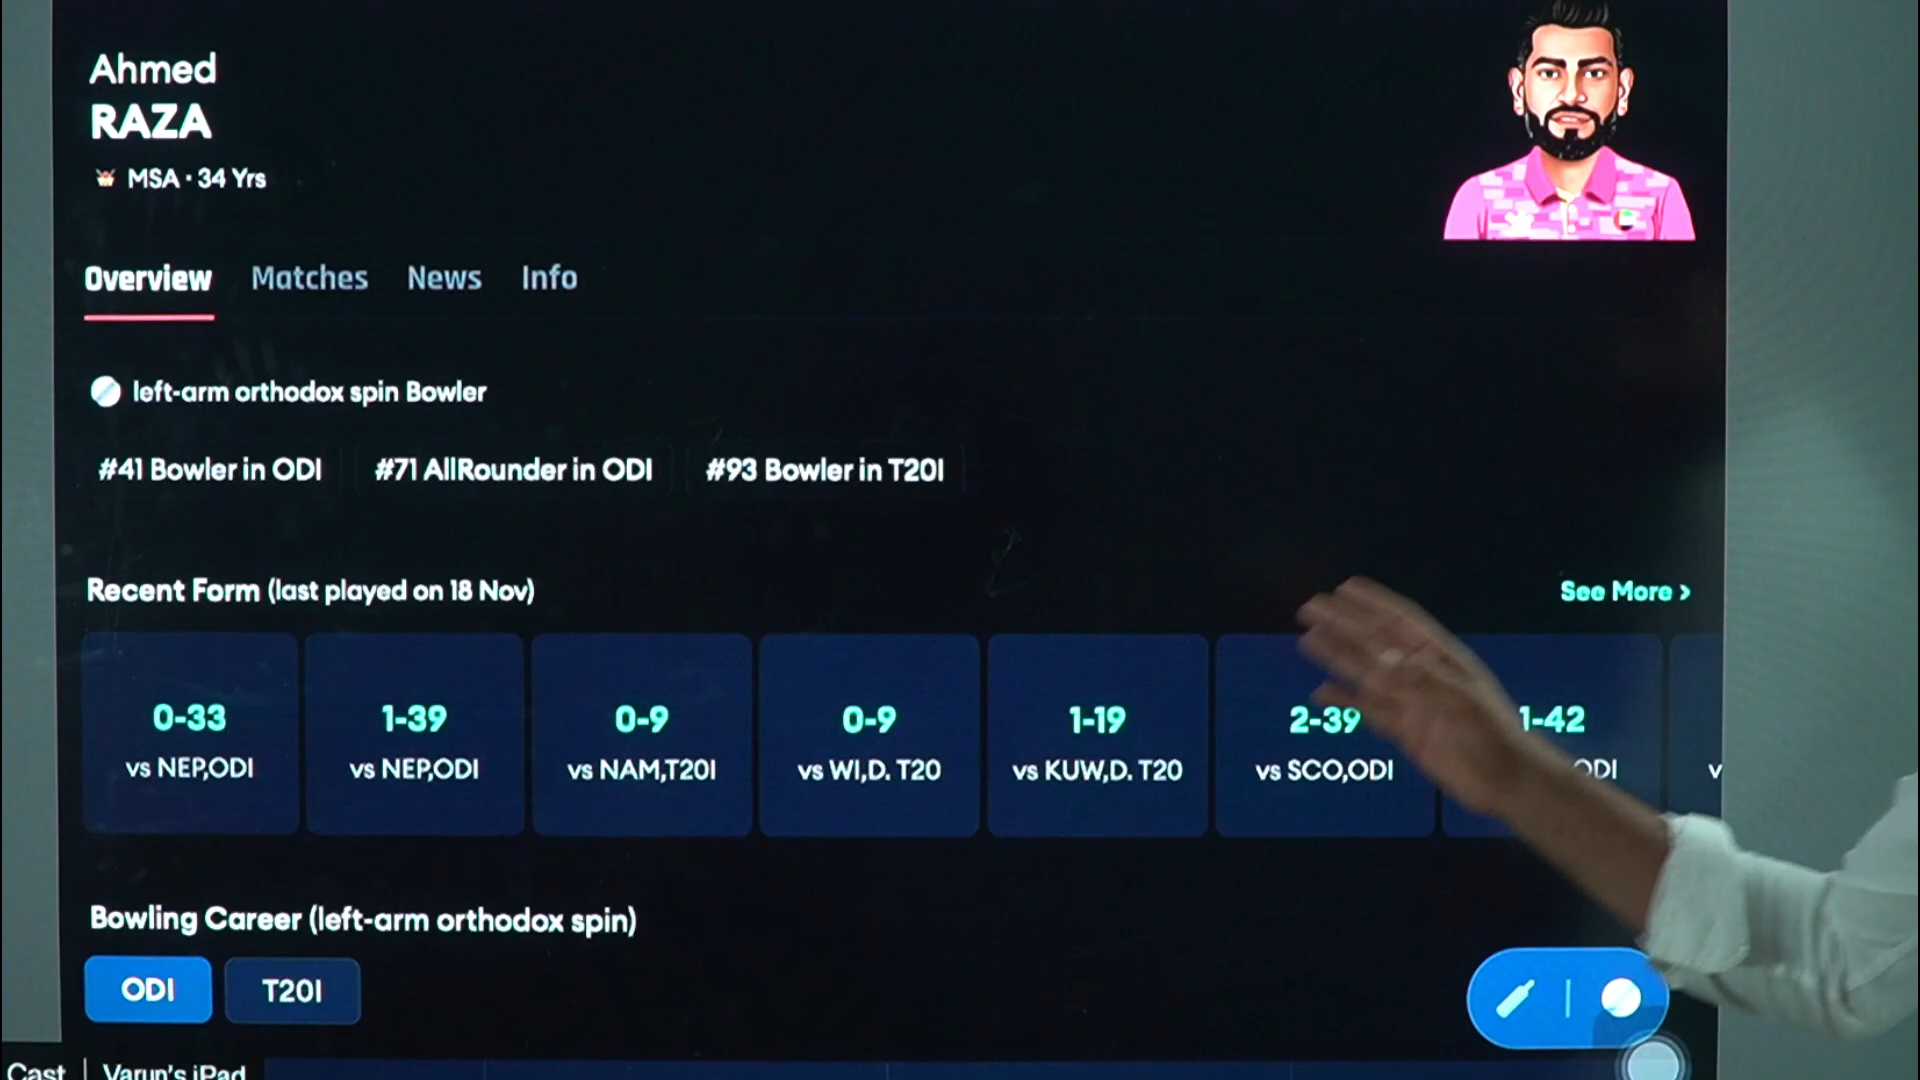 Ahmed
RAZA
MSA · 34 Yrs
Overview Matches News Info
left-arm orthodox spin Bowler
#41 Bowler in ODI #71 AllRounder in ODI #93 Bowler in T20I
Recent Form (last played on 18 Nov) See More >
0-33 1-39 0-9 0-9 1-19 2-39 1-42
vs NEP,ODI vs NEP,ODI vs NAM,T20I vs WI,D. T20 vs KUW,D. T20 vs SCO,ODI ODI
Bowling Career (left-arm orthodox spin)
ODI T20I
Cast | Varun's iPad